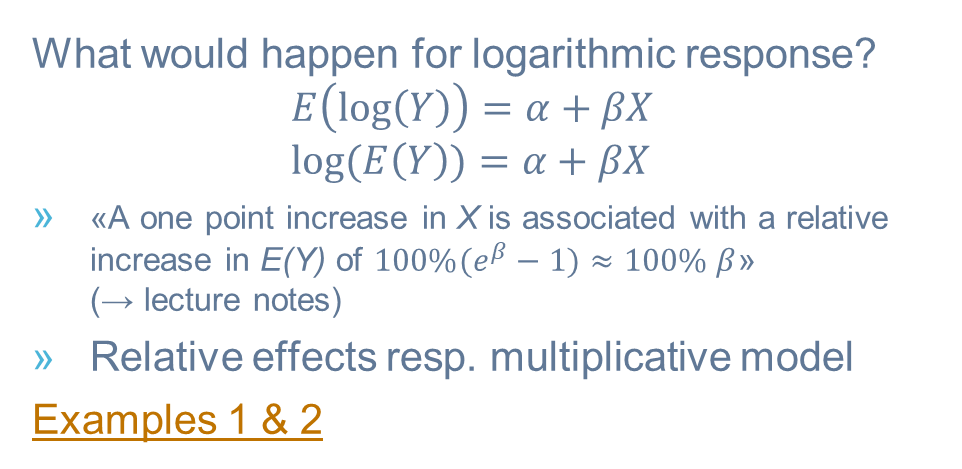 What would happen for logarithmic response?
E(log(Y)) = α + βX
log(E(Y)) = α + βX
» «A one point increase in X is associated with a relative
increase in E(Y) of 100%(e^β − 1) ≈ 100% β»
(→ lecture notes)
» Relative effects resp. multiplicative model
Examples 1 & 2